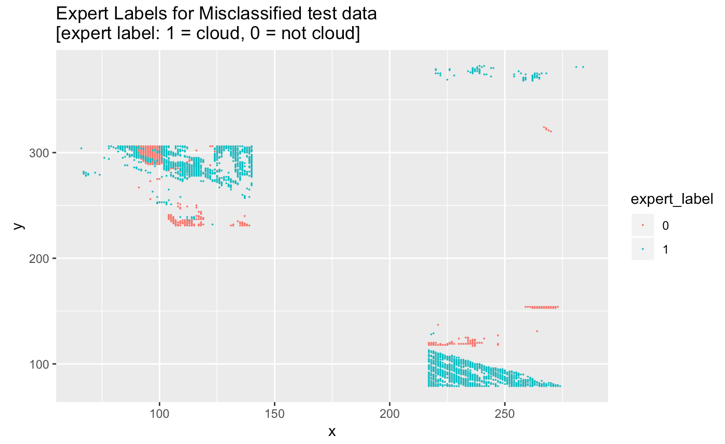 Expert Labels for Misclassified test data
[expert label: 1 = cloud, 0 = not cloud]
300
200
100
y
100
150
200
250
x
expert_label
0
1